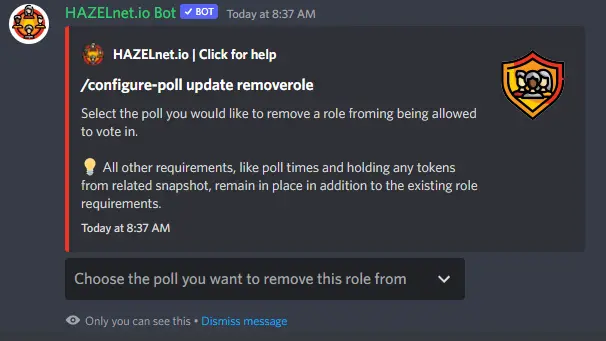 HAZELnet.io Bot ✓ BOT Today at 8:37 AM
HAZELnet.io | Click for help
/configure-poll update removerole
Select the poll you would like to remove a role froming being allowed
to vote in.
💡 All other requirements, like poll times and holding any tokens
from related snapshot, remain in place in addition to the existing role
requirements.
Today at 8:37 AM
Choose the poll you want to remove this role from
Only you can see this • Dismiss message